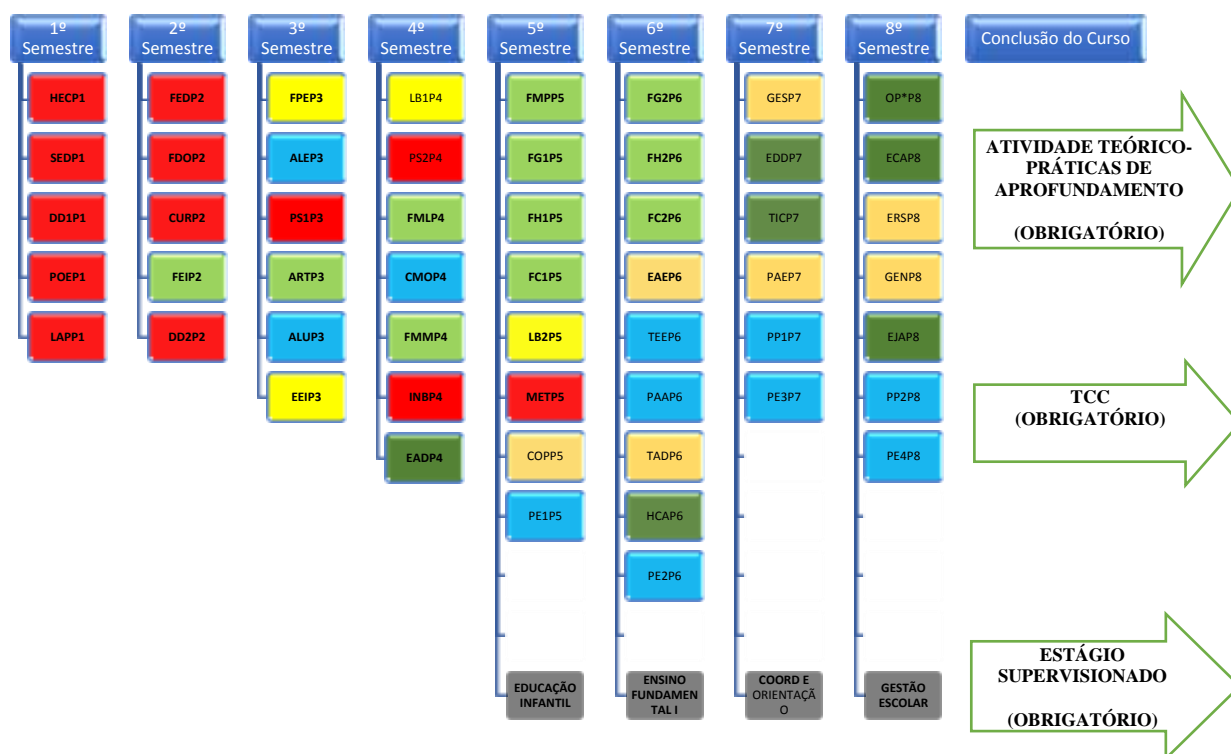 1º
Semestre
2º
Semestre
3º
Semestre
4º
Semestre
5º
Semestre
6º
Semestre
7º
Semestre
8º
Semestre
Conclusão do Curso
HECP1
SEDP1
DD1P1
POEP1
LAPP1
FEDP2
FDOP2
CURP2
FEIP2
DD2P2
FPEP3
ALEP3
PS1P3
ARTP3
ALUP3
EEIP3
LB1P4
PS2P4
FMLP4
CMOP4
FMMP4
INBP4
EADP4
FMPP5
FG1P5
FH1P5
FC1P5
LB2P5
METP5
COPP5
PE1P5
EDUCAÇÃO
INFANTIL
FG2P6
FH2P6
FC2P6
EAEP6
TEEP6
PAAP6
TADP6
HCAP6
PE2P6
ENSINO
FUNDAMEN
TAL I
GESP7
EDDP7
TICP7
PAEP7
PP1P7
PE3P7
COORD E
ORIENTAÇÃ
O
OP*P8
ECAP8
ERSP8
GENP8
EJAP8
PP2P8
PE4P8
GESTÃO
ESCOLAR
ATIVIDADE TEÓRICO-
PRÁTICAS DE
APROFUNDAMENTO
(OBRIGATÓRIO)
TCC
(OBRIGATÓRIO)
ESTÁGIO
SUPERVISIONADO
(OBRIGATÓRIO)